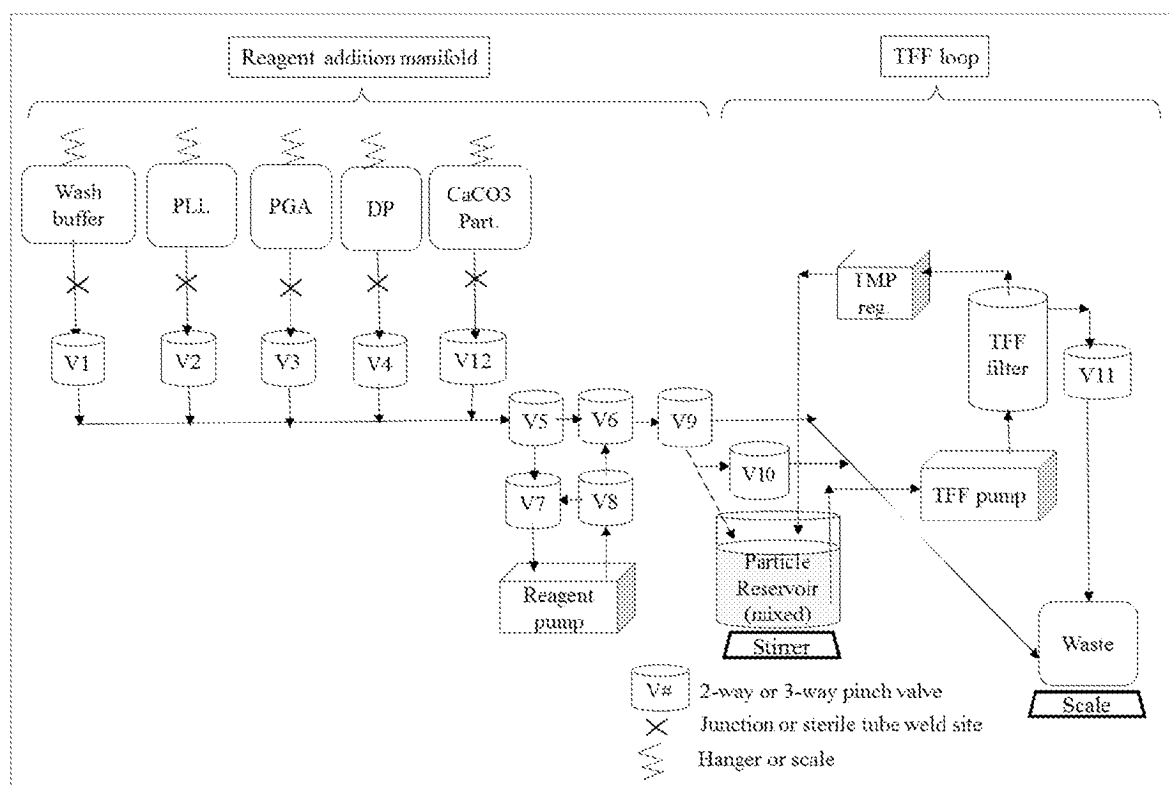 Reagent addition manifold
TFF loop
Wash
buffer
PLL
PGA
DP
CaCO3
Part.
V1
V2
V3
V4
V12
TMP
reg.
TFF
filter
V11
V5
V6
V9
V10
V7
V8
TFF pump
Reagent
pump
Particle
Reservoir
(mixed)
Stirrer
Waste
Scale
V#
2-way or 3-way pinch valve
Junction or sterile tube weld site
Hanger or scale